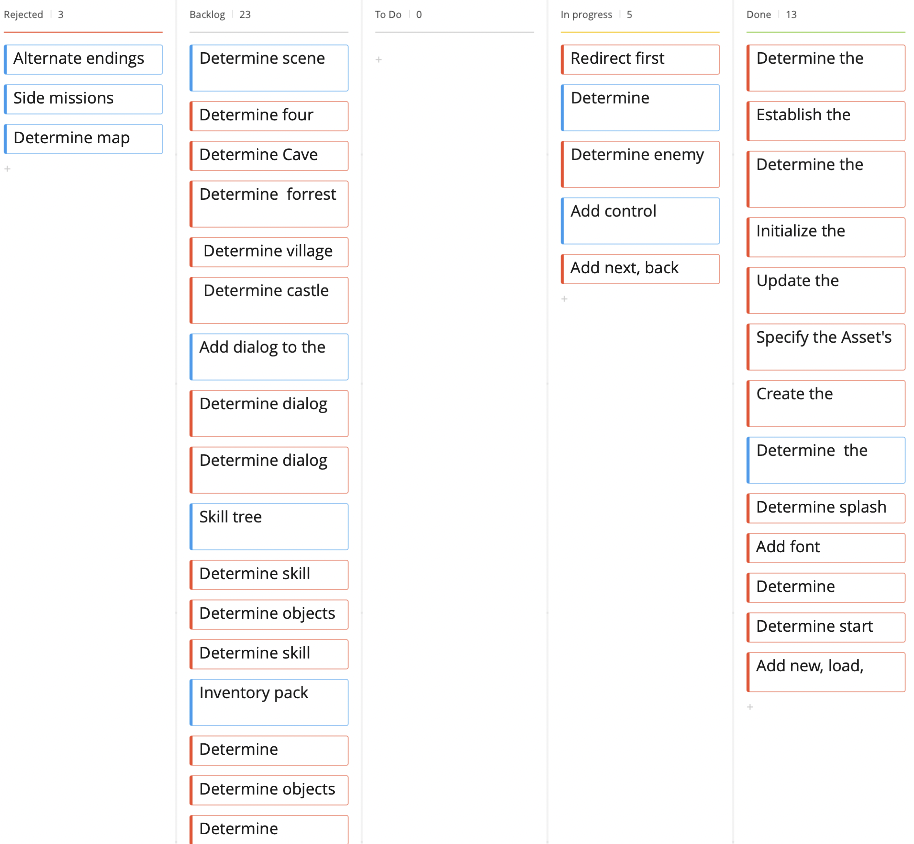 Rejected 3
Alternate endings
Side missions
Determine map
+
Backlog 23
Determine scene
Determine four
Determine Cave
Determine  forrest
Determine village
Determine castle
Add dialog to the
Determine dialog
Determine dialog
Skill tree
Determine skill
Determine objects
Determine skill
Inventory pack
Determine
Determine objects
Determine
To Do 0
+
In progress 5
Redirect first
Determine
Determine enemy
Add control
Add next, back
+
Done 13
Determine the
Establish the
Determine the
Initialize the
Update the
Specify the Asset's
Create the
Determine  the
Determine splash
Add font
Determine
Determine start
Add new, load,
+